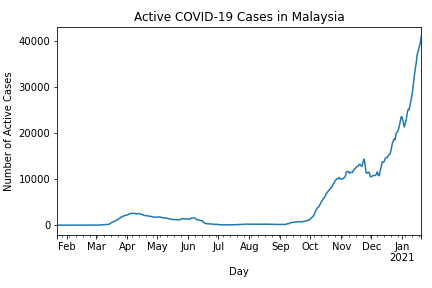 Active COVID-19 Cases in Malaysia
Number of Active Cases
40000
30000
20000
10000
0
Feb Mar Apr May Jun Jul Aug Sep Oct Nov Dec Jan
2021
Day